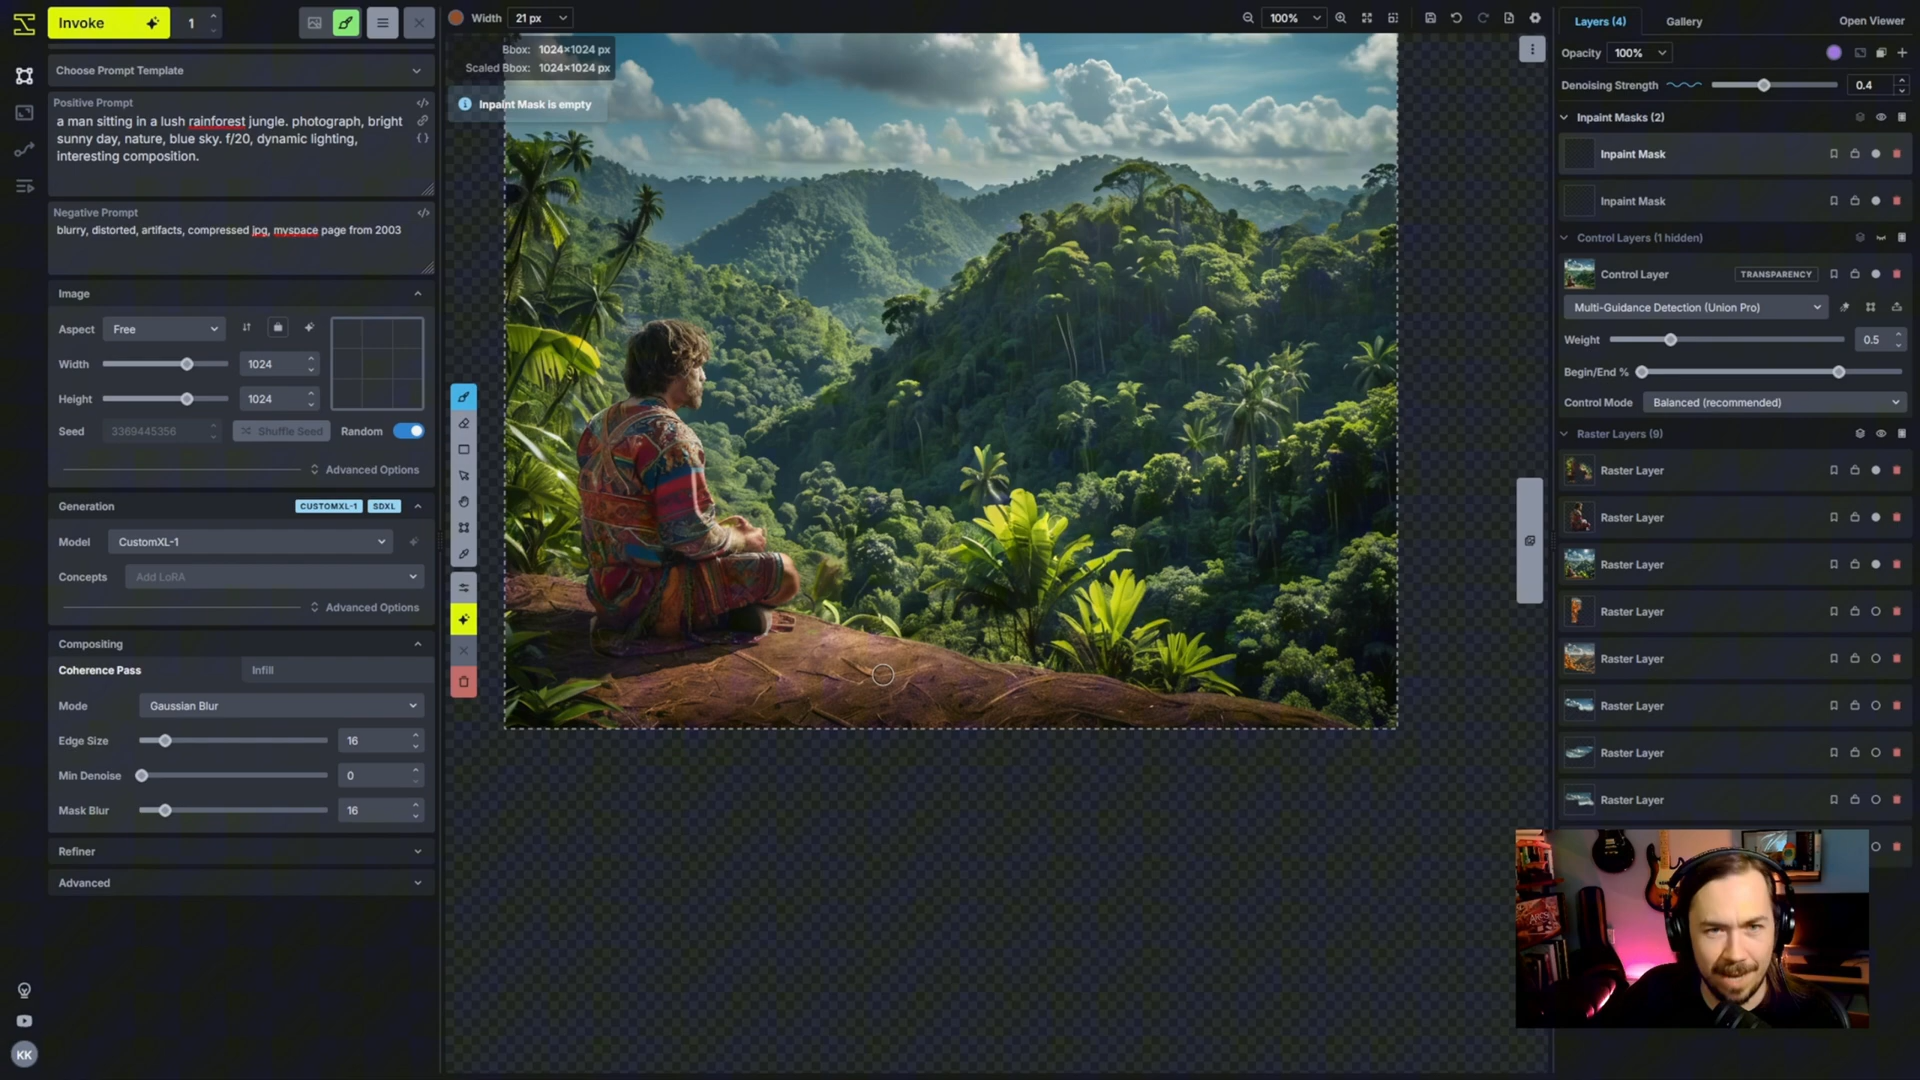 Invoke
1
Width 21 px
100%
Layers (4)
Gallery
Open Viewer
Bbox: 1024×1024 px
Scaled Bbox: 1024×1024 px
Inpaint Mask is empty
Choose Prompt Template
Positive Prompt
a man sitting in a lush rainforest jungle. photograph, bright
sunny day, nature, blue sky. f/20, dynamic lighting,
interesting composition.
Negative Prompt
blurry, distorted, artifacts, compressed jpg, myspace page from 2003
Image
Aspect Free
Width 1024
Height 1024
Seed 3369445356 Shuffle Seed Random
Advanced Options
Generation CUSTOMXL-1 SDXL
Model CustomXL-1
Concepts Add LoRA
Advanced Options
Compositing
Coherence Pass Infill
Mode Gaussian Blur
Edge Size 16
Min Denoise 0
Mask Blur 16
Refiner
Advanced
KK
Opacity 100%
Denoising Strength 0.4
Inpaint Masks (2)
Inpaint Mask
Inpaint Mask
Control Layers (1 hidden)
Control Layer TRANSPARENCY
Multi-Guidance Detection (Union Pro)
Weight 0.5
Begin/End %
Control Mode Balanced (recommended)
Raster Layers (9)
Raster Layer
Raster Layer
Raster Layer
Raster Layer
Raster Layer
Raster Layer
Raster Layer
Raster Layer